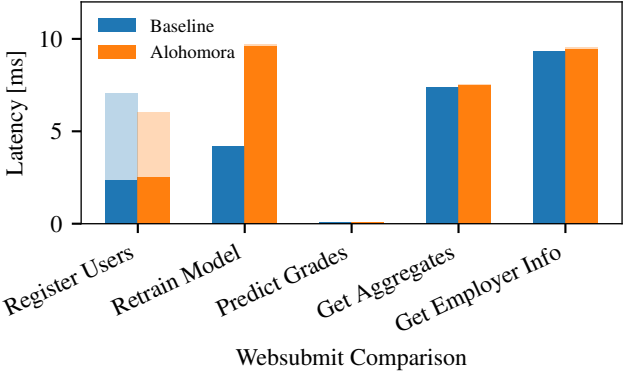 Baseline
Alohomora
Latency [ms]
10
5
0
Register Users
Retrain Model
Predict Grades
Get Aggregates
Get Employer Info
Websubmit Comparison